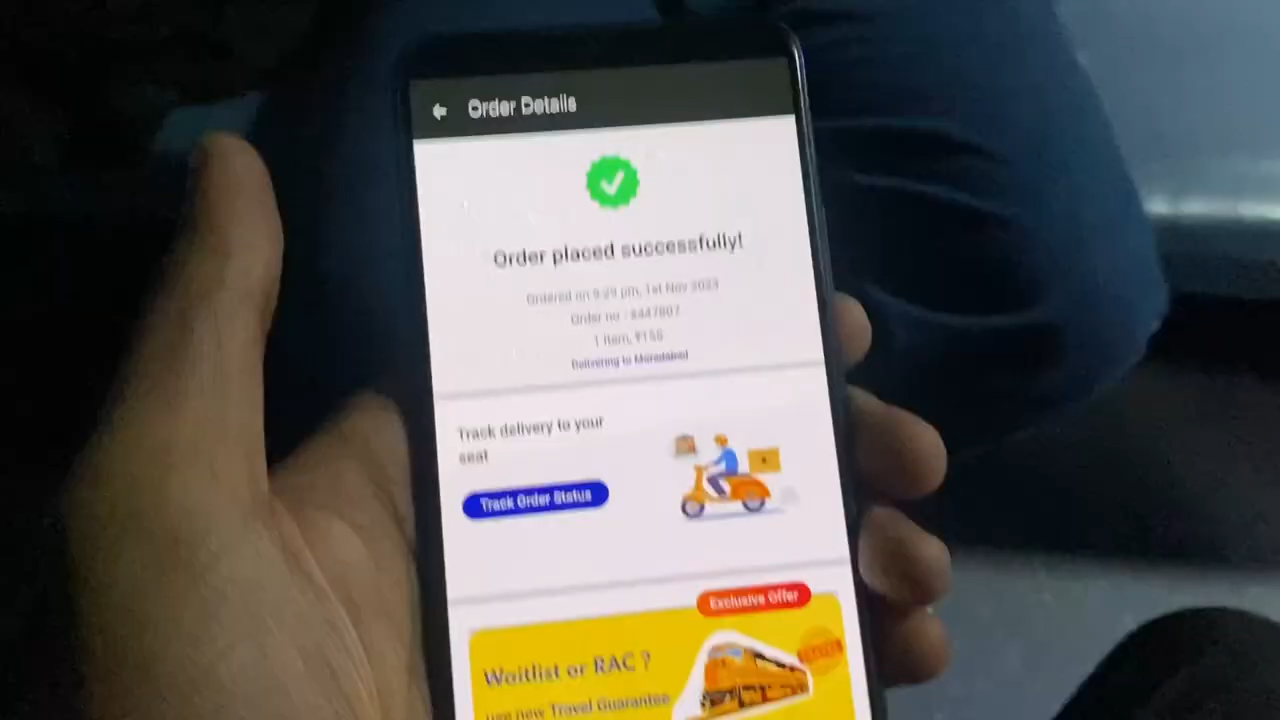 Order Details
Order placed successfully!
Ordered on 5:29 pm, 1st Nov 2023
Order no - 8447807
1 Item, ₹155
Delivering to Moradabad
Track delivery to your
seat
Track Order Status
Exclusive Offer
Waitlist or RAC ?
use new Travel Guarantee